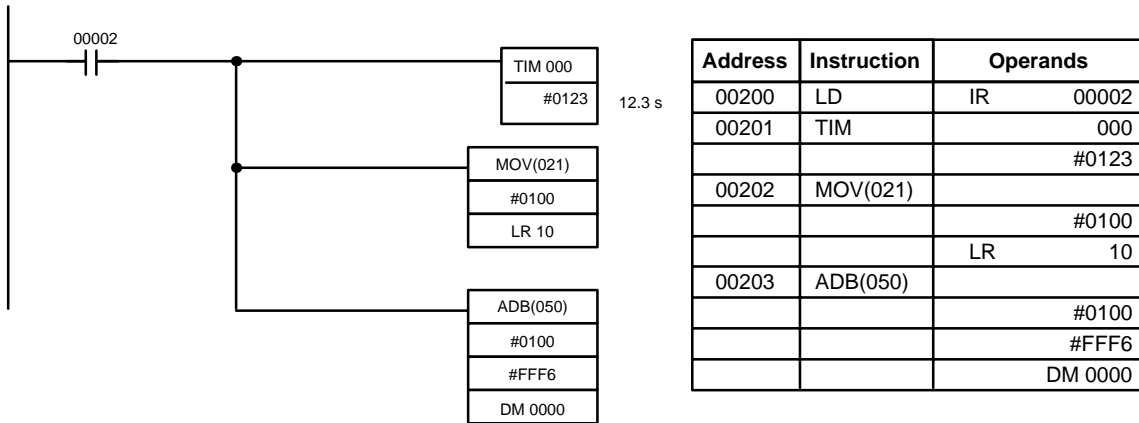 00002
TIM 000
#0123
12.3 s
MOV(021)
#0100
LR 10
ADB(050)
#0100
#FFF6
DM 0000
Address Instruction Operands
00200 LD IR 00002
00201 TIM 000
#0123
00202 MOV(021)
#0100
LR 10
00203 ADB(050)
#0100
#FFF6
DM 0000